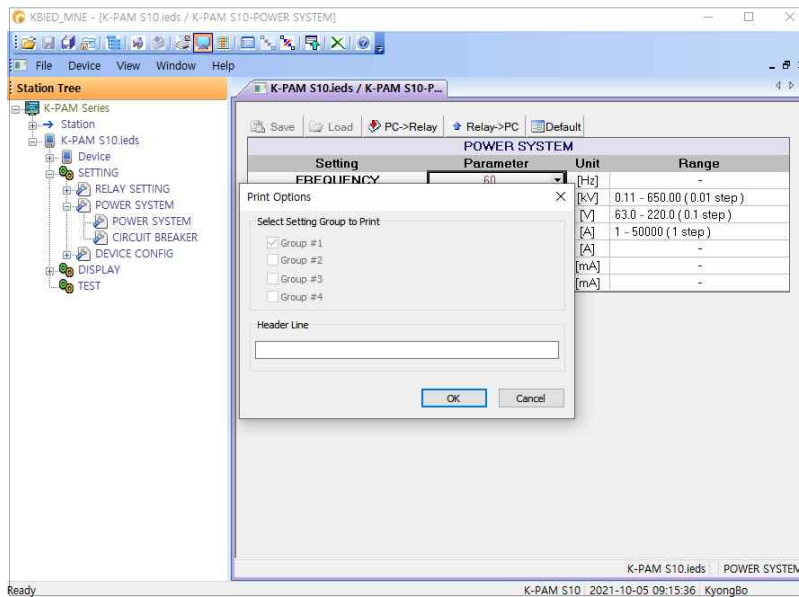 KBIED_MNE - [K-PAM S10.ieds / K-PAM S10-POWER SYSTEM]
File Device View Window Help
Station Tree
K-PAM Series
Station
K-PAM S10.ieds
Device
SETTING
RELAY SETTING
POWER SYSTEM
POWER SYSTEM
CIRCUIT BREAKER
DEVICE CONFIG
DISPLAY
TEST
K-PAM S10.ieds / K-PAM S10-P...
Save Load PC->Relay Relay->PC Default
POWER SYSTEM
Setting Parameter Unit Range
FREQUENCY 60 [Hz] -
[kV] 0.11 - 650.00 ( 0.01 step )
[V] 63.0 - 220.0 ( 0.1 step )
[A] 1 - 50000 ( 1 step )
[A] -
[mA] -
[mA] -
Print Options
Select Setting Group to Print
Group #1
Group #2
Group #3
Group #4
Header Line
OK Cancel
K-PAM S10.ieds POWER SYSTEM
Ready K-PAM S10 2021-10-05 09:15:36 KyongBo